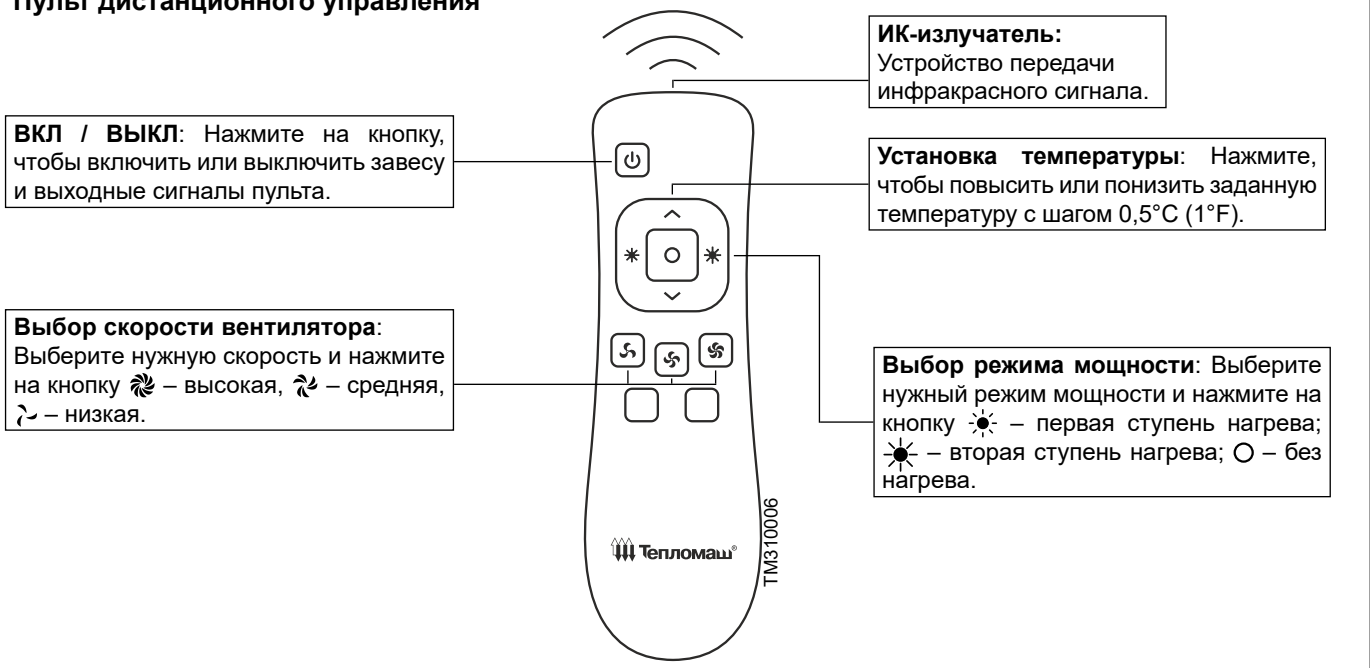 Пульт дистанционного управления
ИК-излучатель:
Устройство передачи
инфракрасного сигнала.
ВКЛ / ВЫКЛ: Нажмите на кнопку,
чтобы включить или выключить завесу
и выходные сигналы пульта.
Установка температуры: Нажмите,
чтобы повысить или понизить заданную
температуру с шагом 0,5°C (1°F).
Выбор скорости вентилятора:
Выберите нужную скорость и нажмите
на кнопку – высокая, – средняя,
– низкая.
Выбор режима мощности: Выберите
нужный режим мощности и нажмите на
кнопку – первая ступень нагрева;
– вторая ступень нагрева; – без
нагрева.
Тепломаш®
TM310006